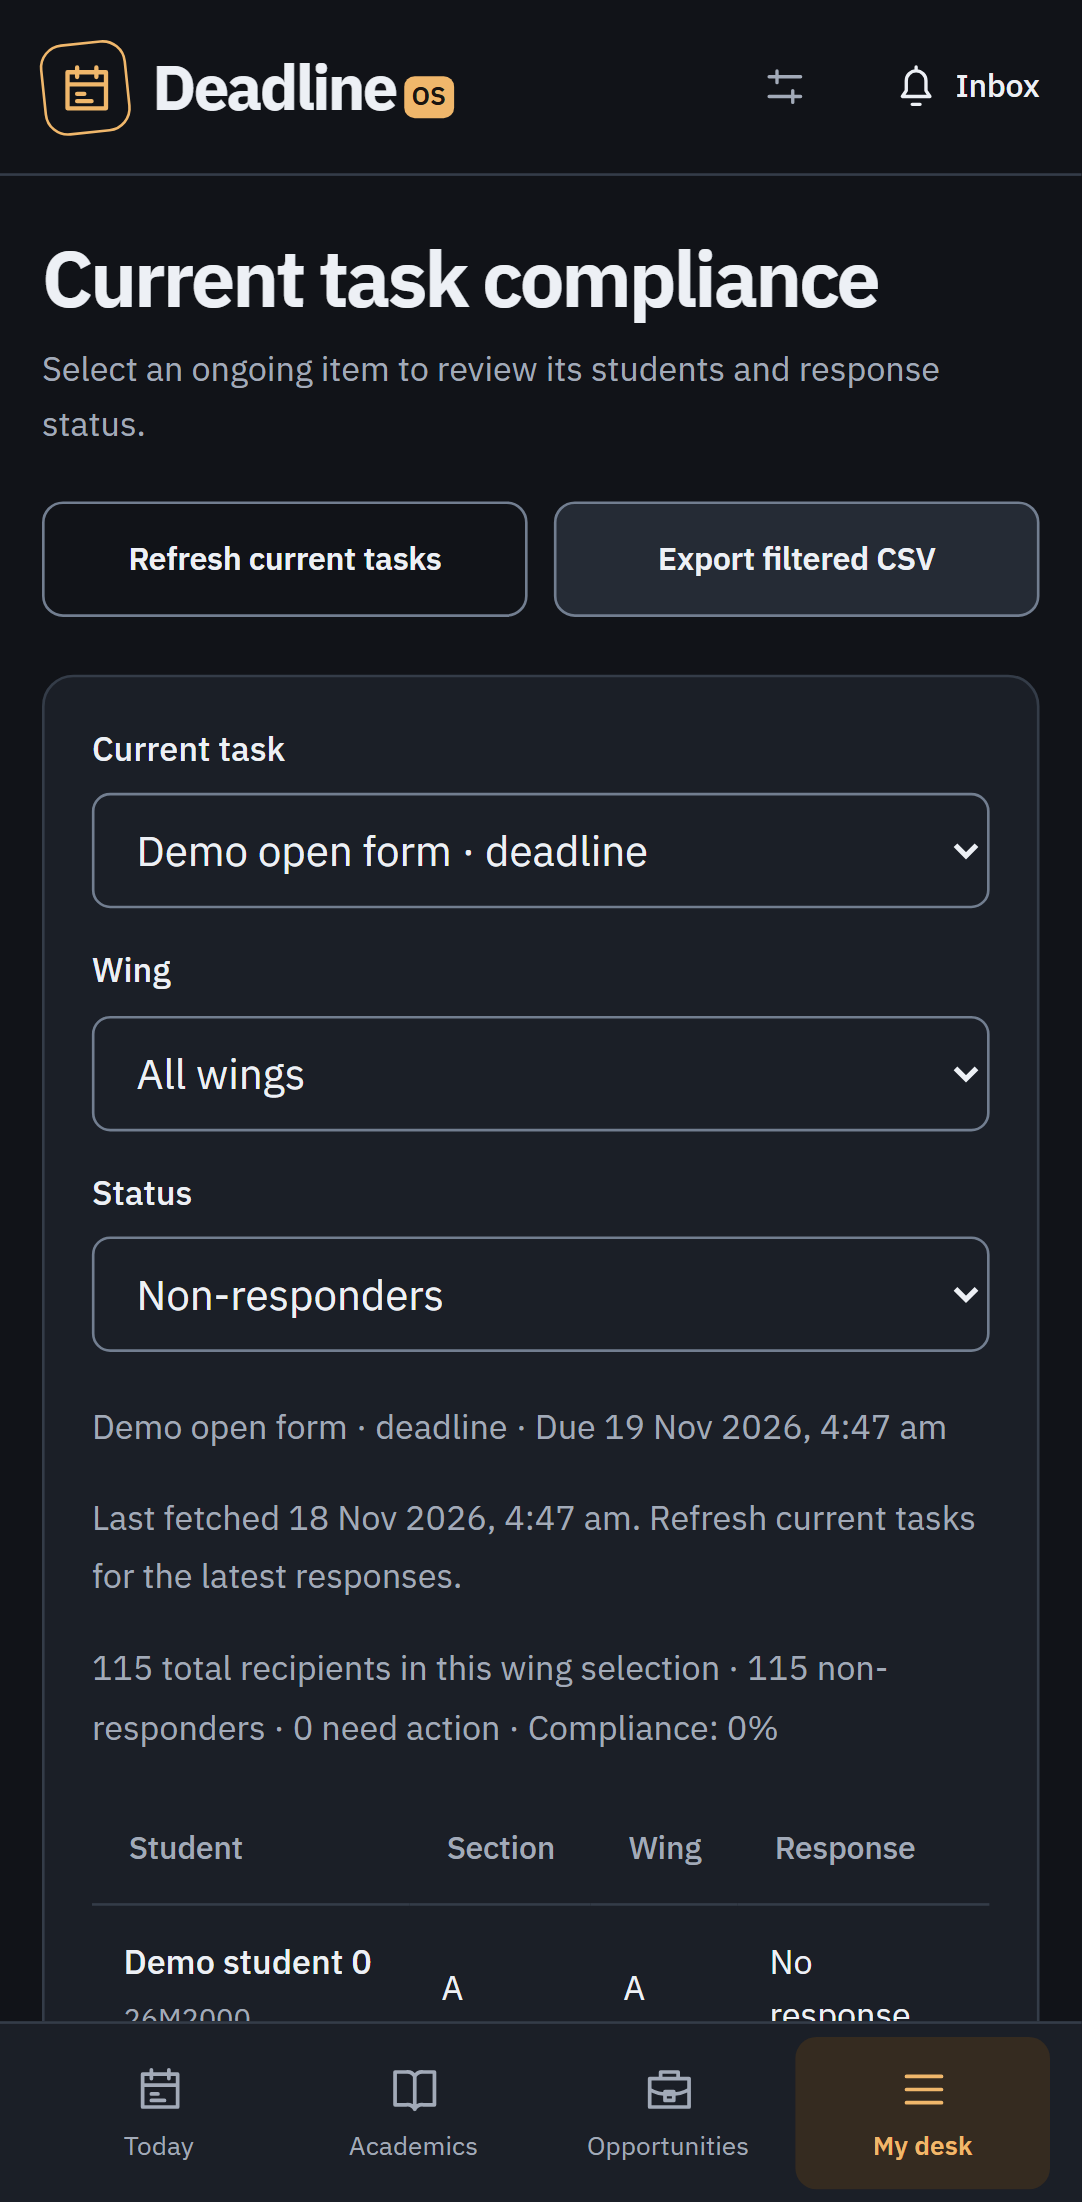 Deadline OS
Inbox
Current task compliance
Select an ongoing item to review its students and response
status.
Refresh current tasks
Export filtered CSV
Current task
Demo open form · deadline
Wing
All wings
Status
Non-responders
Demo open form · deadline · Due 19 Nov 2026, 4:47 am
Last fetched 18 Nov 2026, 4:47 am. Refresh current tasks
for the latest responses.
115 total recipients in this wing selection · 115 non-
responders · 0 need action · Compliance: 0%
Student Section Wing Response
Demo student 0 A A No
26M2000 response
Today Academics Opportunities My desk